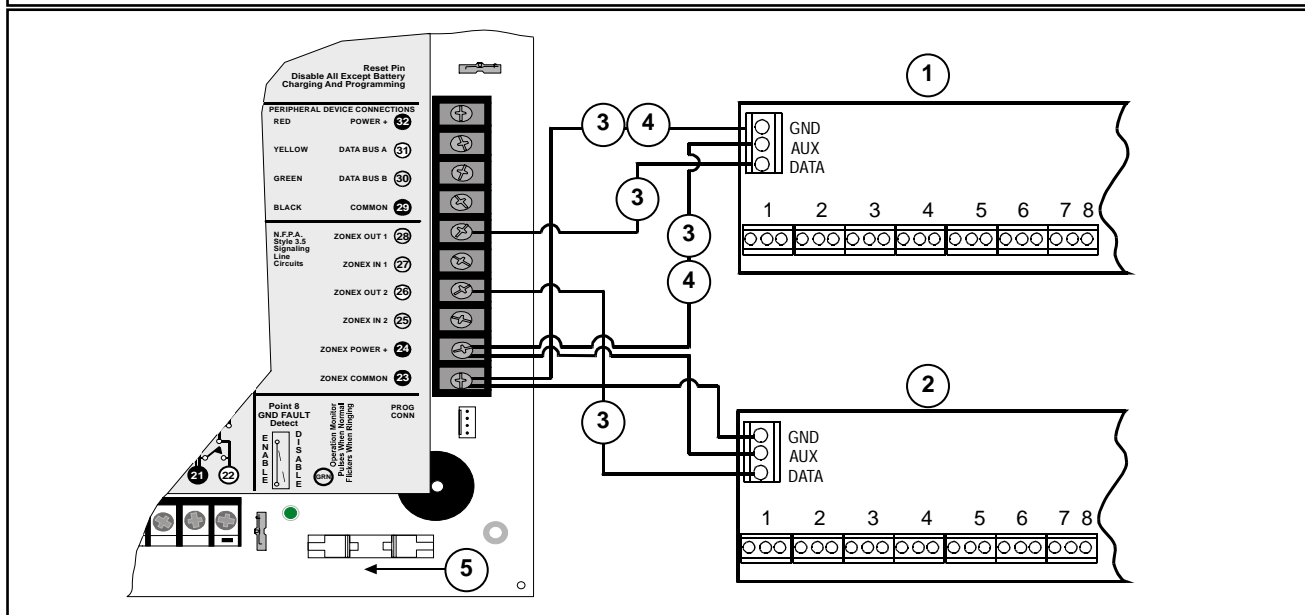 Reset Pin
Disable All Except Battery
Charging And Programming
PERIPHERAL DEVICE CONNECTIONS
RED POWER + 32
YELLOW DATA BUS A 31
GREEN DATA BUS B 30
BLACK COMMON 29
N.F.P.A.
Style 3.5
Signaling
Line
Circuits
ZONEX OUT 1 28
ZONEX IN 1 27
ZONEX OUT 2 26
ZONEX IN 2 25
ZONEX POWER + 24
ZONEX COMMON 23
Point 8
GND FAULT
Detect
ENABLE
DISABLE
Operation Monitor
Pulses When Normal
Flickers When Ringing
GRN
PROG
CONN
21 22
5
3 4
3
3
4
3
1
GND
AUX
DATA
1 2 3 4 5 6 7 8
2
GND
AUX
DATA
1 2 3 4 5 6 7 8